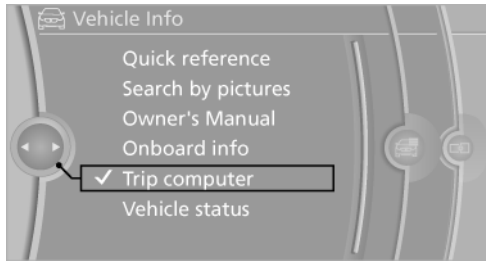 Vehicle Info
Quick reference
Search by pictures
Owner's Manual
Onboard info
Trip computer
Vehicle status